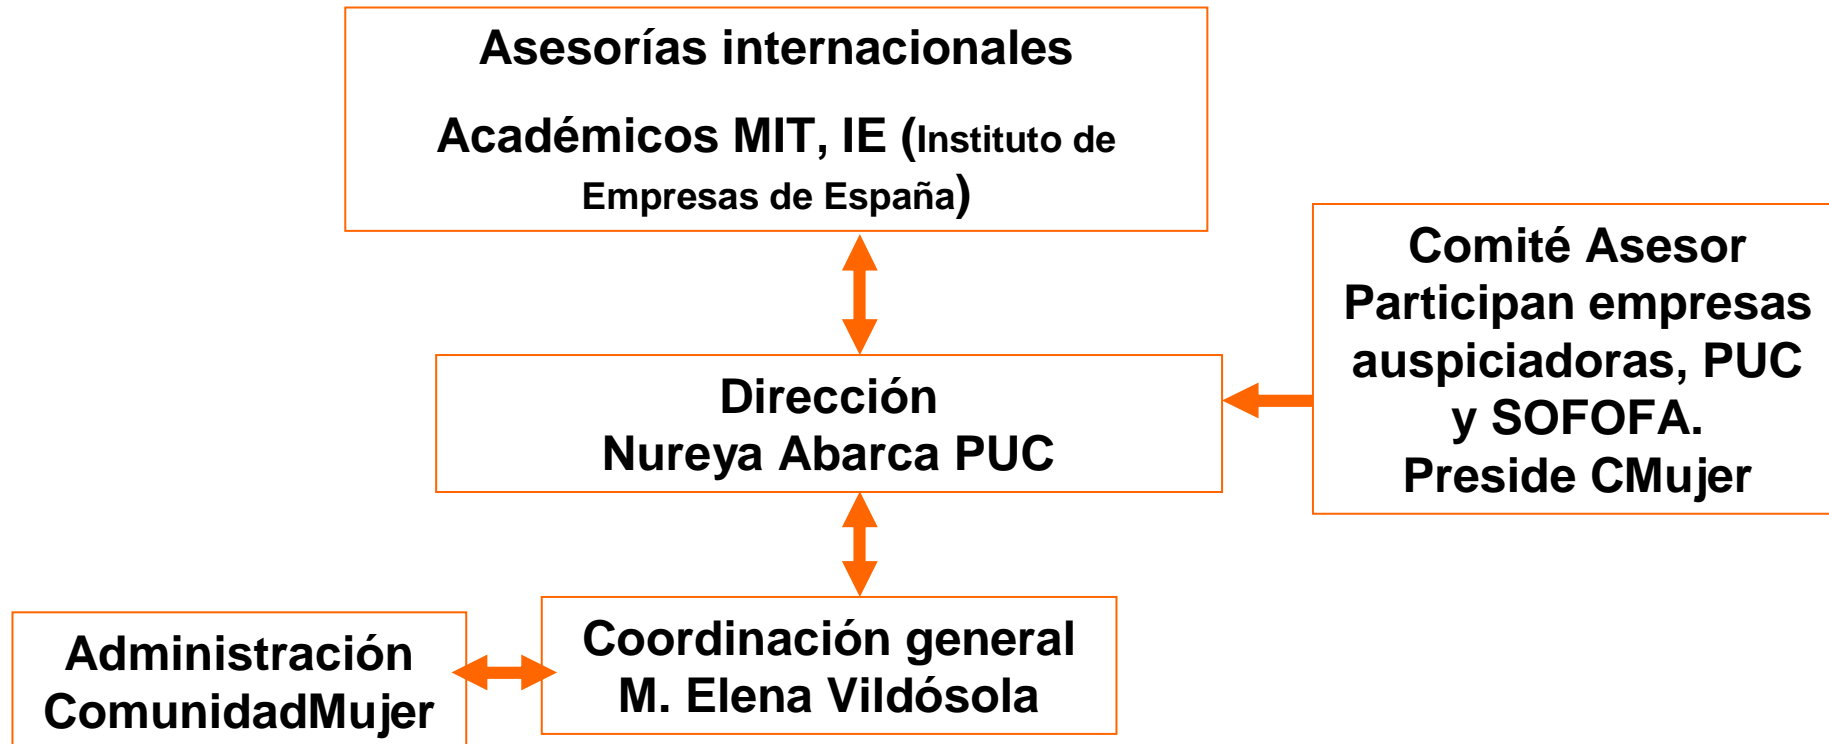 Asesorías internacionales
Académicos MIT, IE (Instituto de
Empresas de España)
Comité Asesor
Participan empresas
auspiciadoras, PUC
y SOFOFA.
Preside CMujer
Dirección
Nureya Abarca PUC
Coordinación general
M. Elena Vildósola
Administración
ComunidadMujer